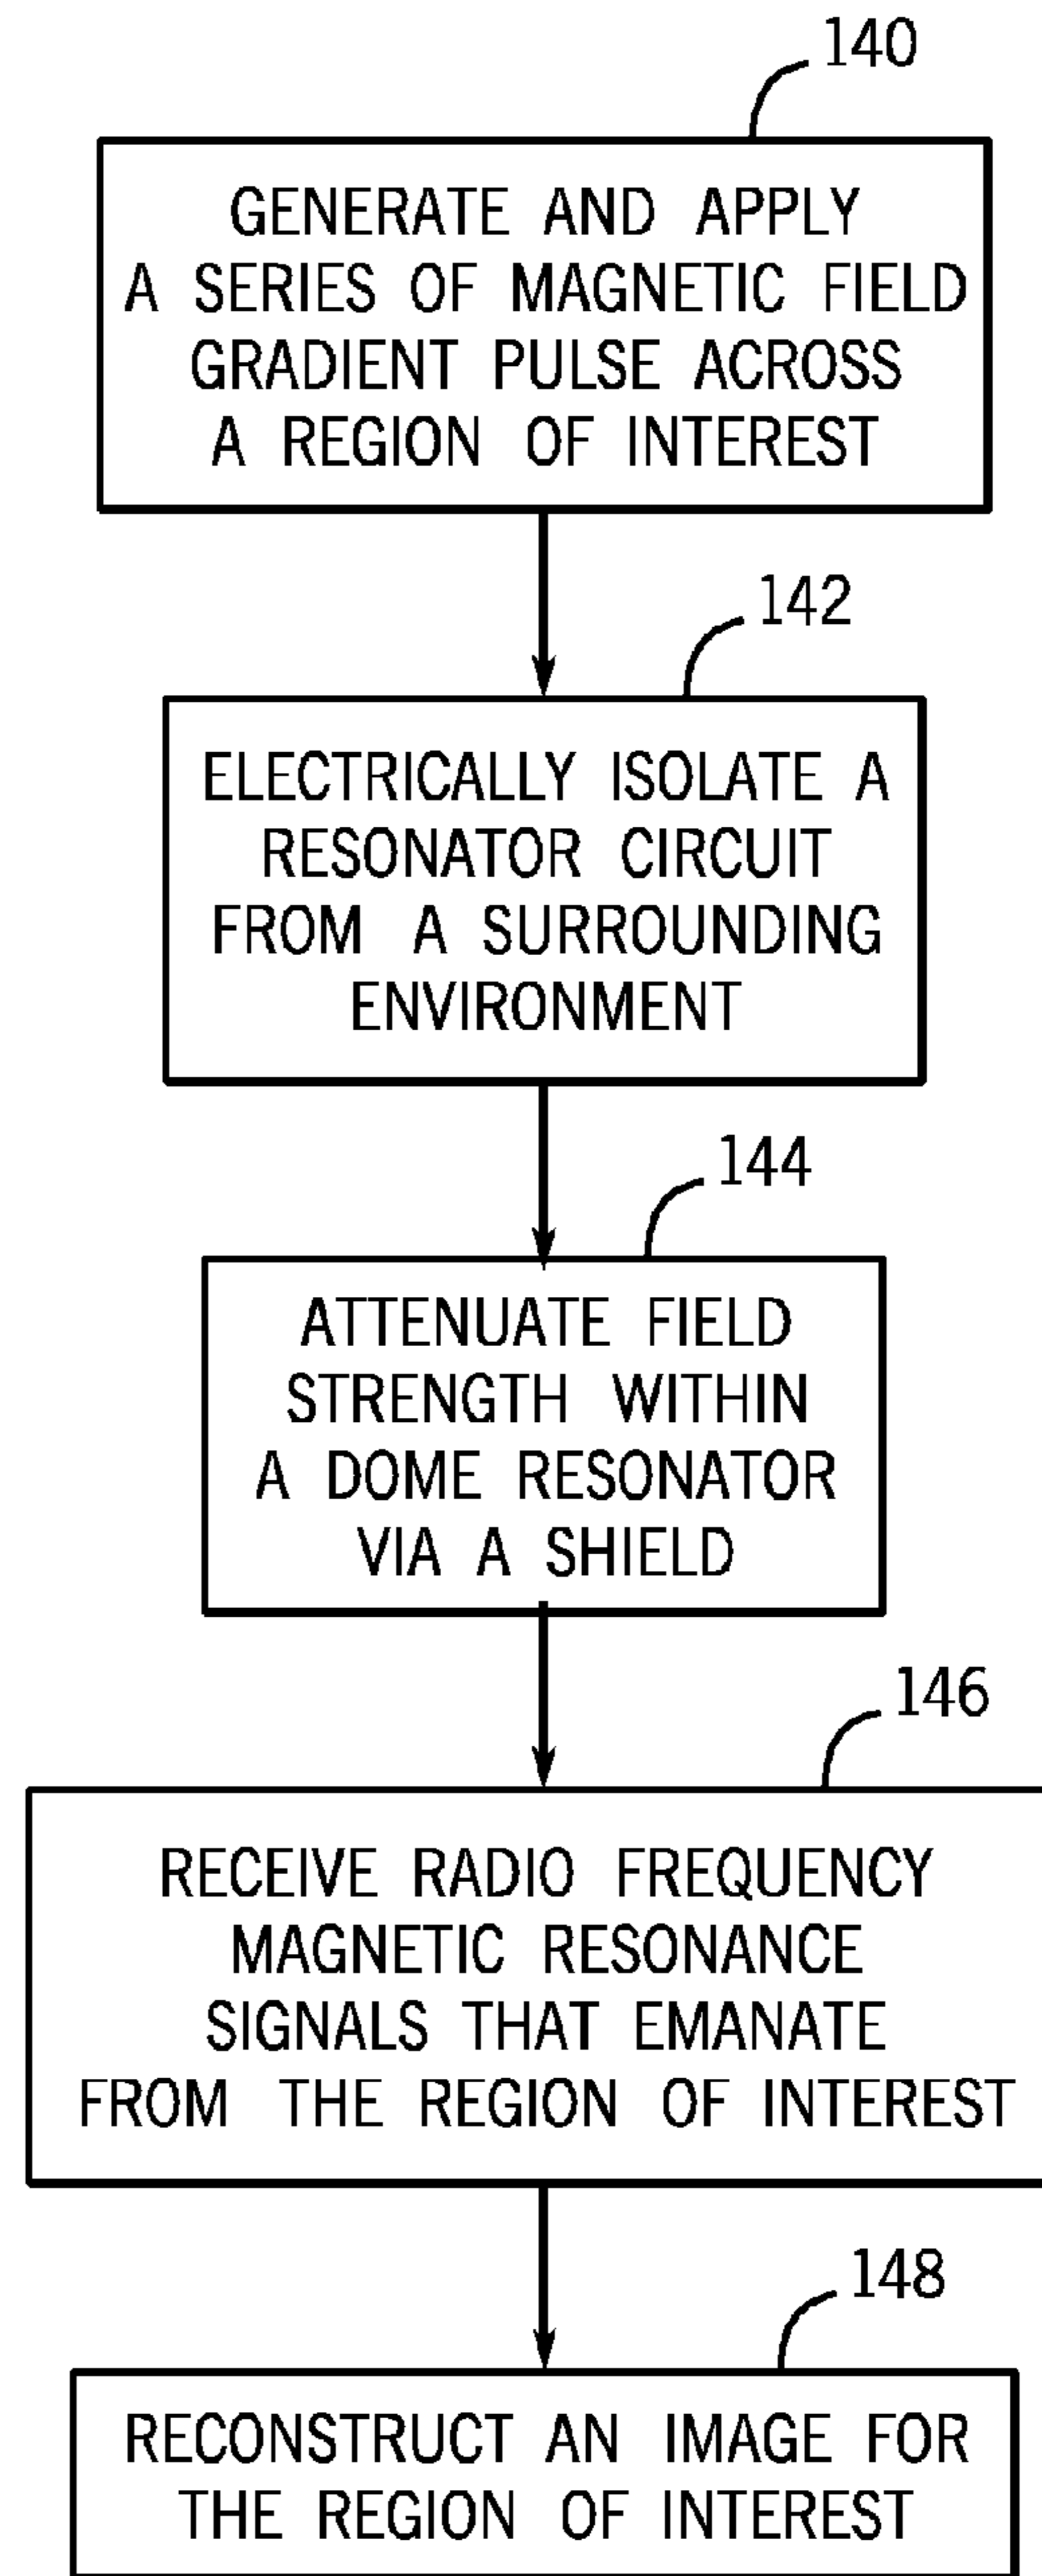 140
GENERATE AND APPLY
A SERIES OF MAGNETIC FIELD
GRADIENT PULSE ACROSS
A REGION OF INTEREST
142
ELECTRICALLY ISOLATE A
RESONATOR CIRCUIT
FROM A SURROUNDING
ENVIRONMENT
144
ATTENUATE FIELD
STRENGTH WITHIN
A DOME RESONATOR
VIA A SHIELD
146
RECEIVE RADIO FREQUENCY
MAGNETIC RESONANCE
SIGNALS THAT EMANATE
FROM THE REGION OF INTEREST
148
RECONSTRUCT AN IMAGE FOR
THE REGION OF INTEREST